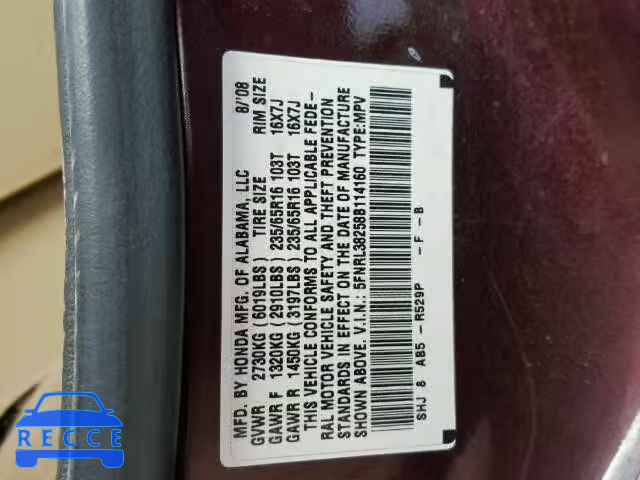 MFD. BY HONDA MFG. OF ALABAMA, LLC 8/'08
GVWR 2730KG (6019LBS) TIRE SIZE RIM SIZE
GAWR F 1320KG (2910LBS) 235/65R16 103T 16X7J
GAWR R 1450KG (3197LBS) 235/65R16 103T 16X7J
THIS VEHICLE CONFORMS TO ALL APPLICABLE FEDE-
RAL MOTOR VEHICLE SAFETY AND THEFT PREVENTION
STANDARDS IN EFFECT ON THE DATE OF MANUFACTURE
SHOWN ABOVE. V.I.N.: 5FNRL38258B114160 TYPE:MPV
SHJ 8 AB5 - R529P - F - B
RECCE